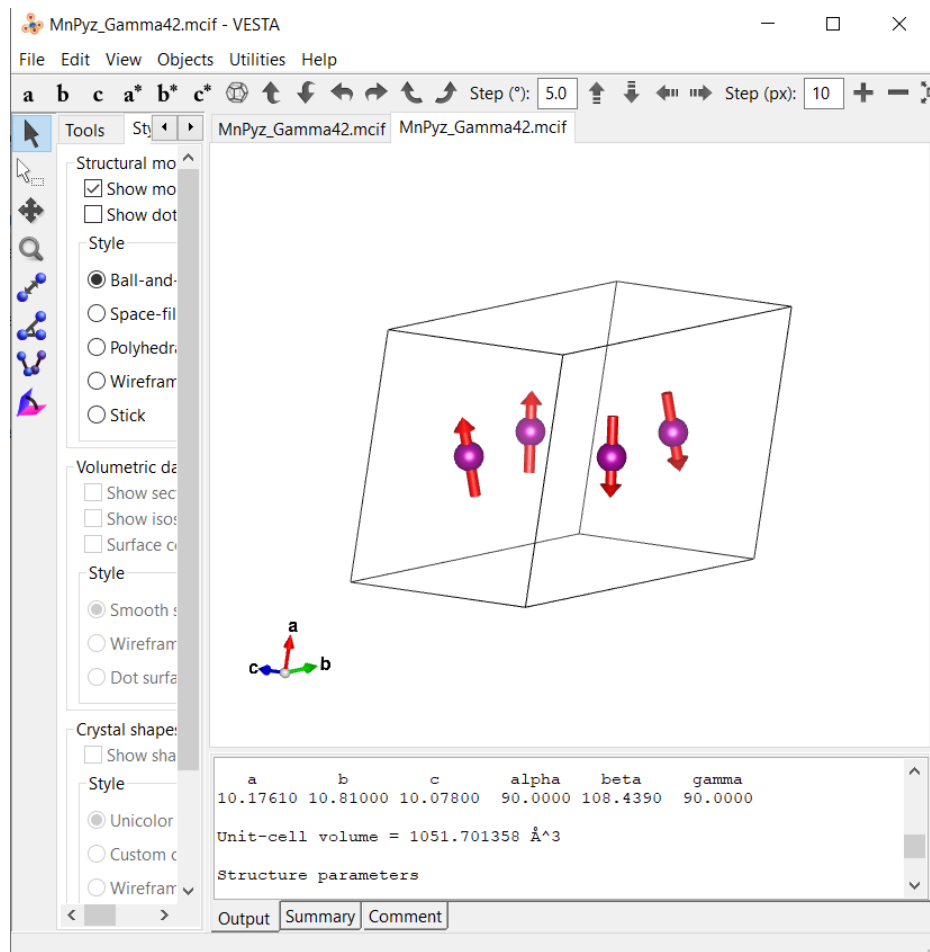 MnPyz_Gamma42.mcif - VESTA
File Edit View Objects Utilities Help
a b c a* b* c* Step (°): 5.0 Step (px): 10
Tools Sty MnPyz_Gamma42.mcif MnPyz_Gamma42.mcif
Structural mo
Show mo
Show dot
Style
Ball-and-
Space-fil
Polyhedra
Wirefram
Stick
Volumetric da
Show sec
Show isos
Surface co
Style
Smooth s
Wirefram
Dot surfa
Crystal shapes
Show sha
Style
Unicolor
Custom c
Wirefram
a
c b
a b c alpha beta gamma
10.17610 10.81000 10.07800 90.0000 108.4390 90.0000
Unit-cell volume = 1051.701358 Å^3
Structure parameters
Output Summary Comment